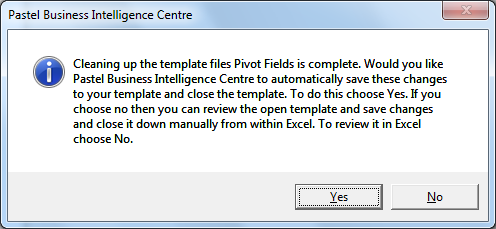 Pastel Business Intelligence Centre
Cleaning up the template files Pivot Fields is complete. Would you like
Pastel Business Intelligence Centre to automatically save these changes
to your template and close the template. To do this choose Yes. If you
choose no then you can review the open template and save changes
and close it down manually from within Excel. To review it in Excel
choose No.
Yes
No